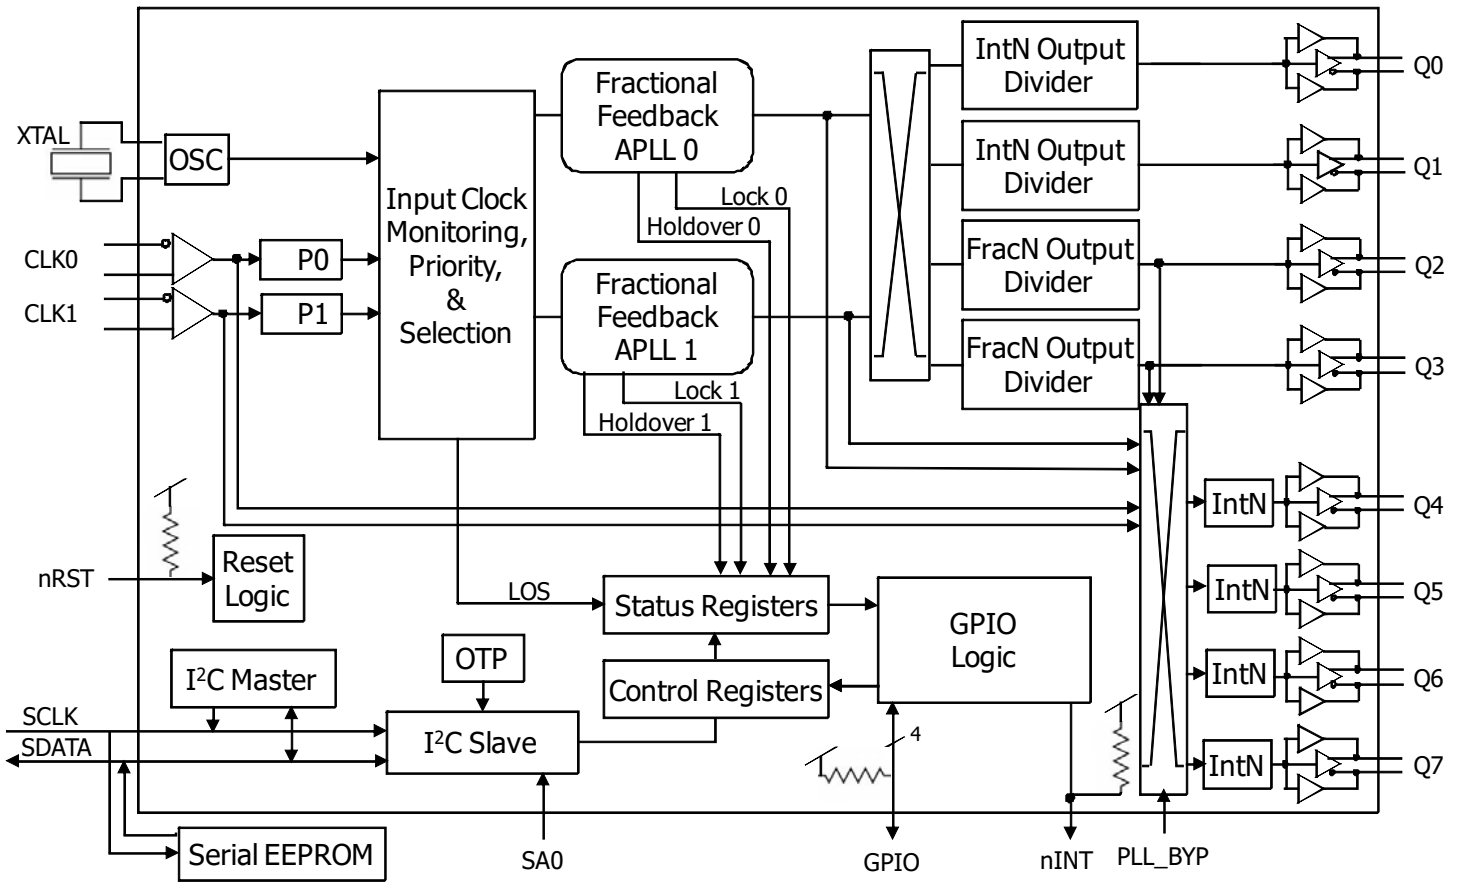 XTAL
OSC
CLK0
CLK1
P0
P1
Input Clock
Monitoring,
Priority,
&
Selection
Fractional
Feedback
APLL 0
Lock 0
Holdover 0
Fractional
Feedback
APLL 1
Lock 1
Holdover 1
IntN Output
Divider
IntN Output
Divider
FracN Output
Divider
FracN Output
Divider
Q0
Q1
Q2
Q3
IntN
Q4
IntN
Q5
IntN
Q6
IntN
Q7
nRST
Reset
Logic
LOS
Status Registers
GPIO
Logic
OTP
Control Registers
I²C Master
SCLK
SDATA
I²C Slave
4
Serial EEPROM
SA0
GPIO
nINT
PLL_BYP